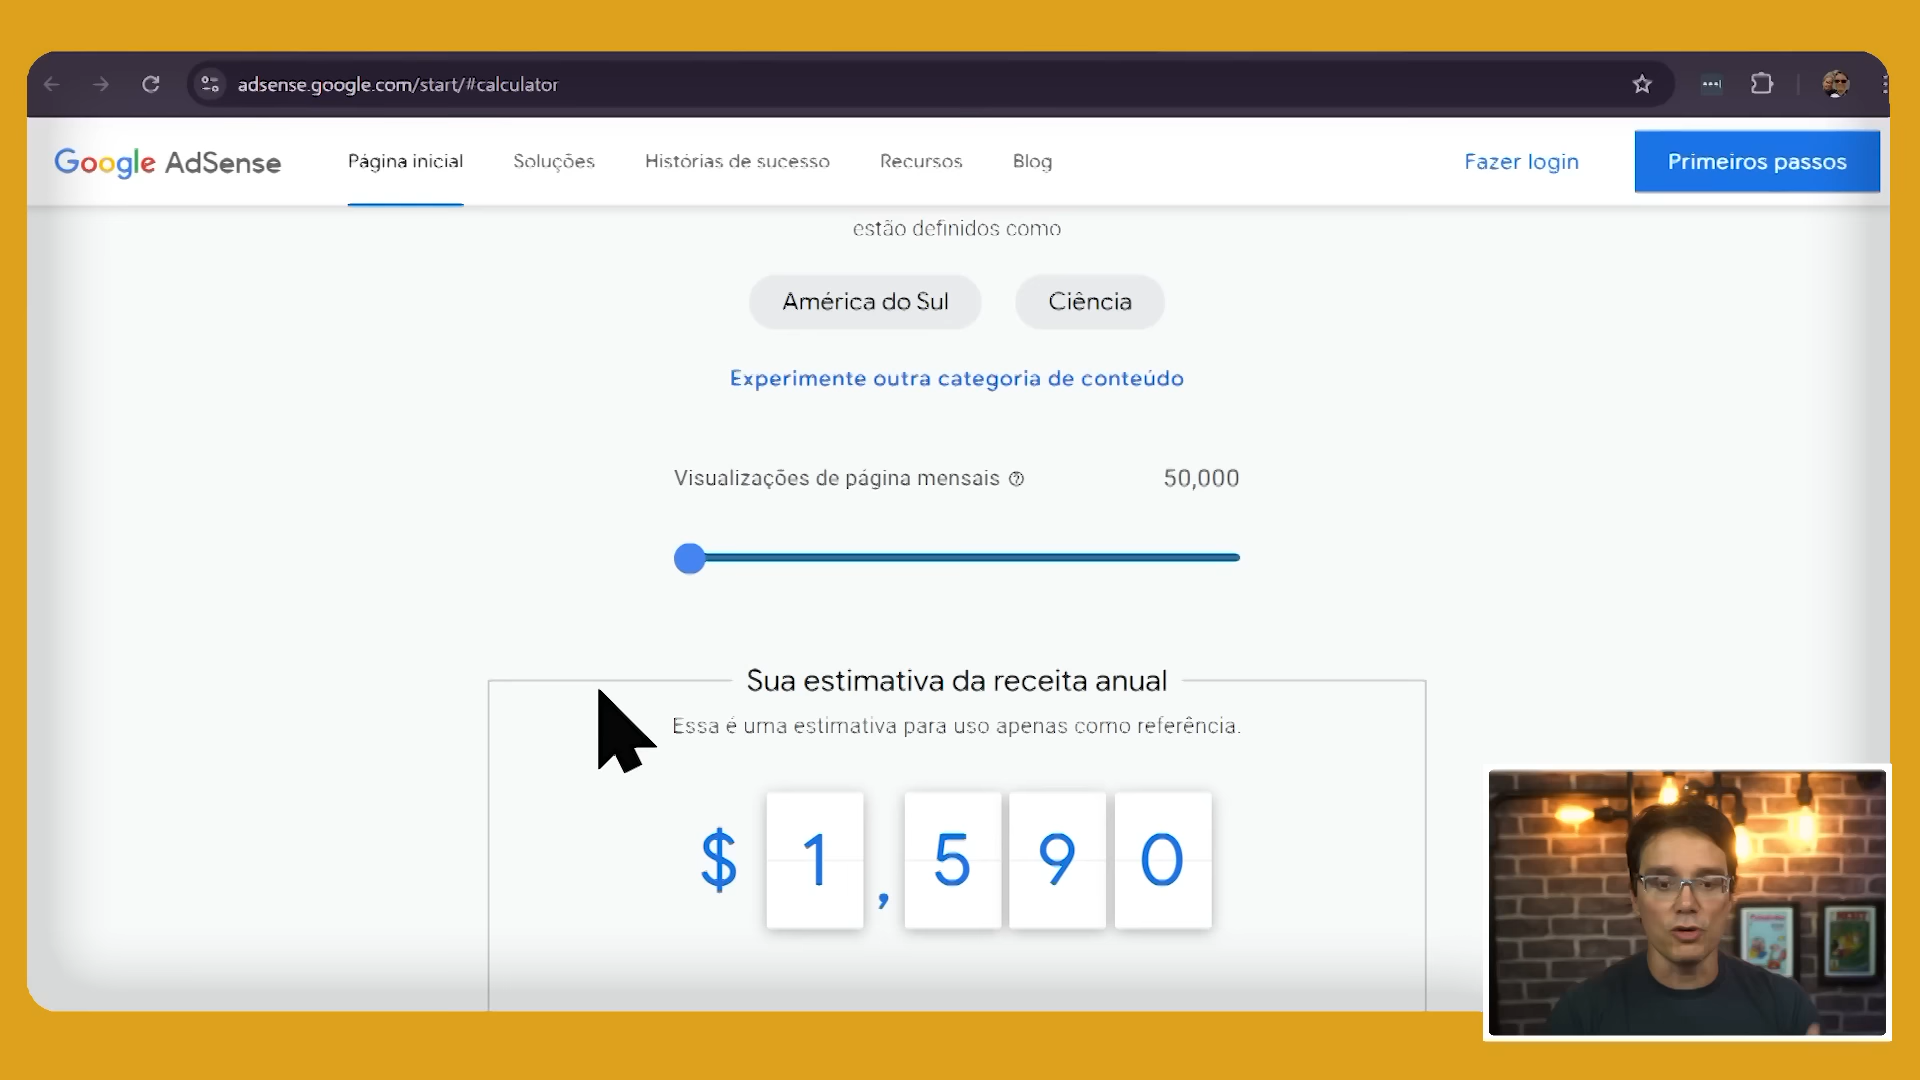 adsense.google.com/start/#calculator
Google AdSense
Página inicial
Soluções
Histórias de sucesso
Recursos
Blog
Fazer login
Primeiros passos
estão definidos como
América do Sul
Ciência
Experimente outra categoria de conteúdo
Visualizações de página mensais
50,000
Sua estimativa da receita anual
Essa é uma estimativa para uso apenas como referência.
$ 1,590